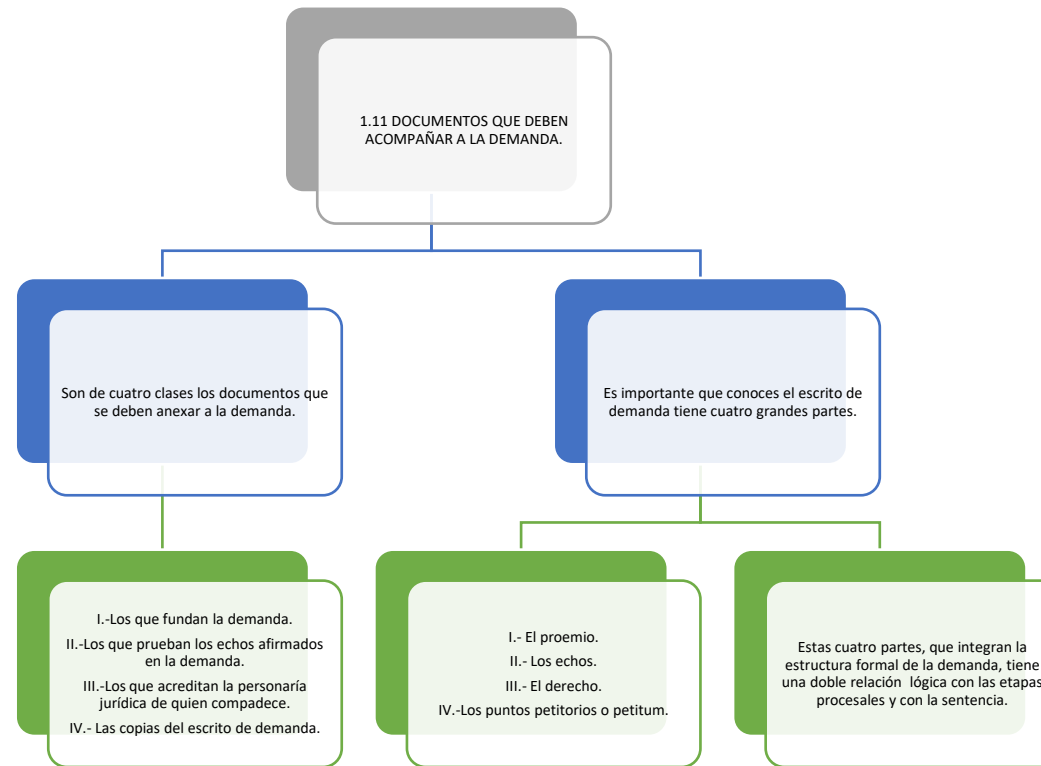 1.11 DOCUMENTOS QUE DEBEN
ACOMPAÑAR A LA DEMANDA.
Son de cuatro clases los documentos que
se deben anexar a la demanda.
Es importante que conoces el escrito de
demanda tiene cuatro grandes partes.
I.-Los que fundan la demanda.
II.-Los que prueban los echos afirmados
en la demanda.
III.-Los que acreditan la personaría
jurídica de quien compadece.
IV.- Las copias del escrito de demanda.
I.- El proemio.
II.- Los echos.
III.- El derecho.
IV.-Los puntos petitorios o petitum.
Estas cuatro partes, que integran la
estructura formal de la demanda, tiene
una doble relación lógica con las etapas
procesales y con la sentencia.